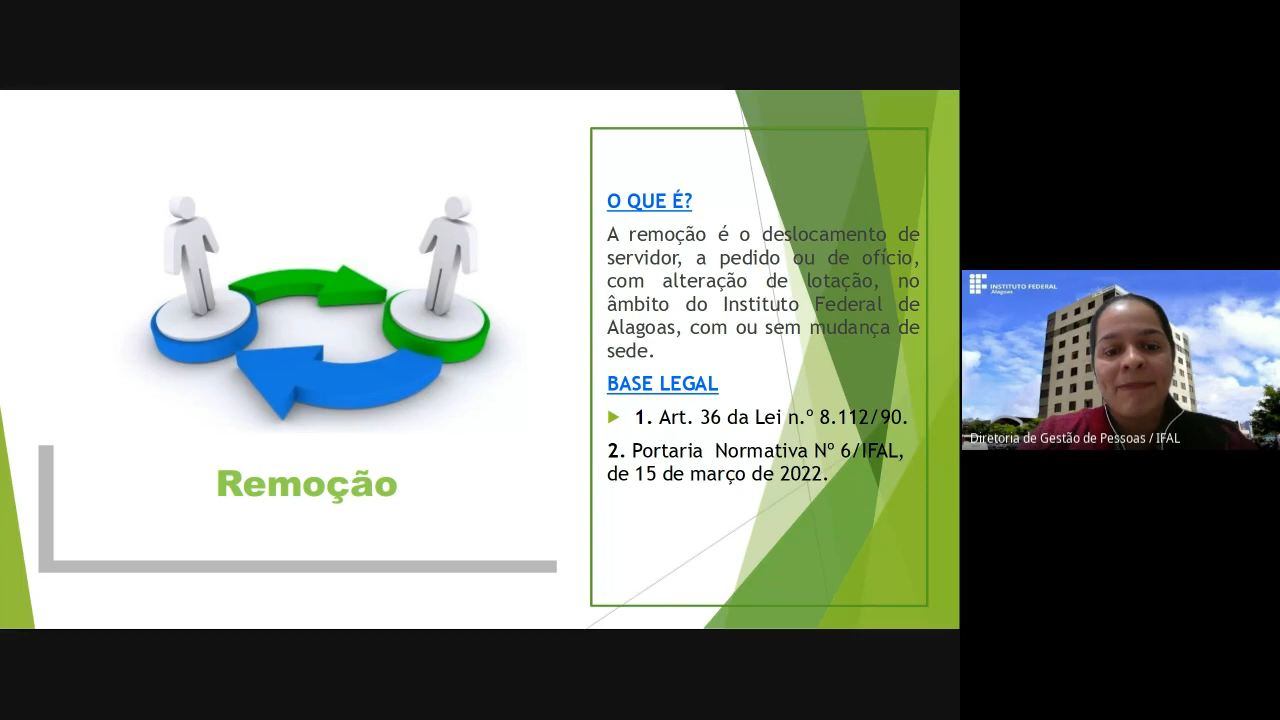 O QUE É?
A remoção é o deslocamento de
servidor, a pedido ou de ofício,
com alteração de lotação, no
âmbito do Instituto Federal de
Alagoas, com ou sem mudança de
sede.
BASE LEGAL
1. Art. 36 da Lei n.º 8.112/90.
2. Portaria Normativa Nº 6/IFAL,
de 15 de março de 2022.
Remoção
INSTITUTO FEDERAL
Alagoas
Diretoria de Gestão de Pessoas / IFAL